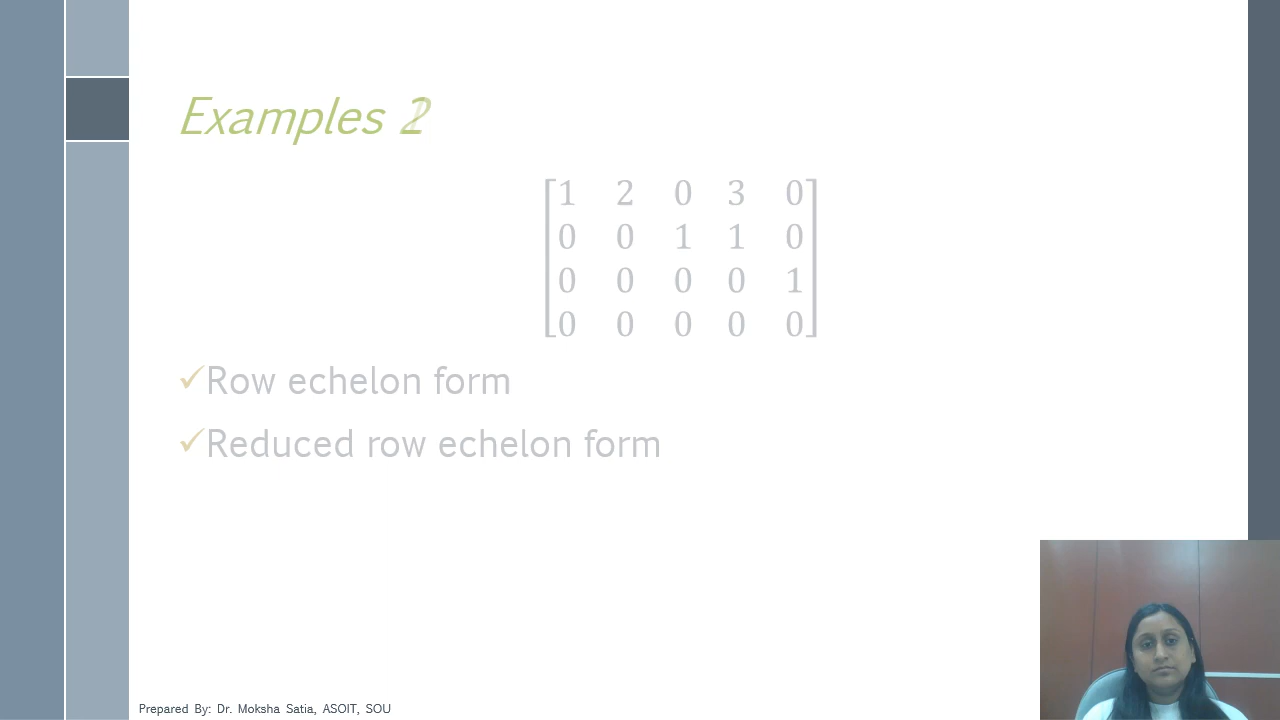 Examples 2
1 2 0 3 0
0 0 1 1 0
0 0 0 0 1
0 0 0 0 0
✓Row echelon form
✓Reduced row echelon form
Prepared By: Dr. Moksha Satia, ASOIT, SOU